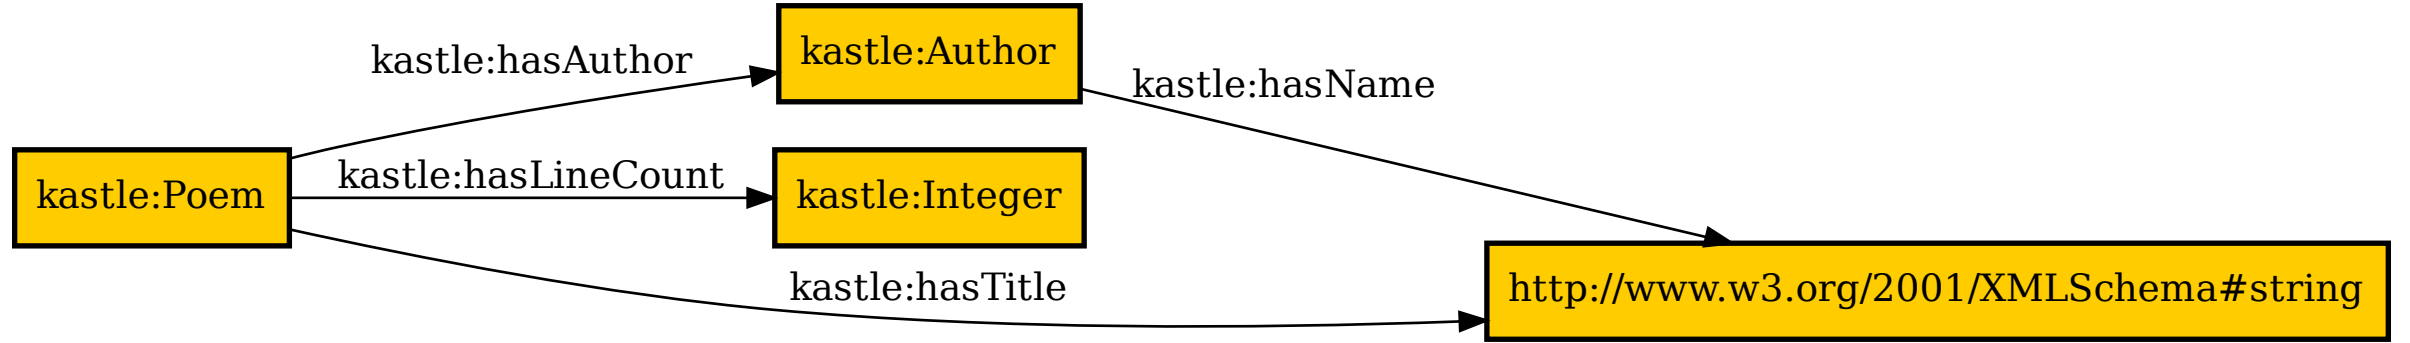 kastle:hasAuthor
kastle:Author
kastle:hasName
kastle:Poem
kastle:hasLineCount
kastle:Integer
kastle:hasTitle
http://www.w3.org/2001/XMLSchema#string